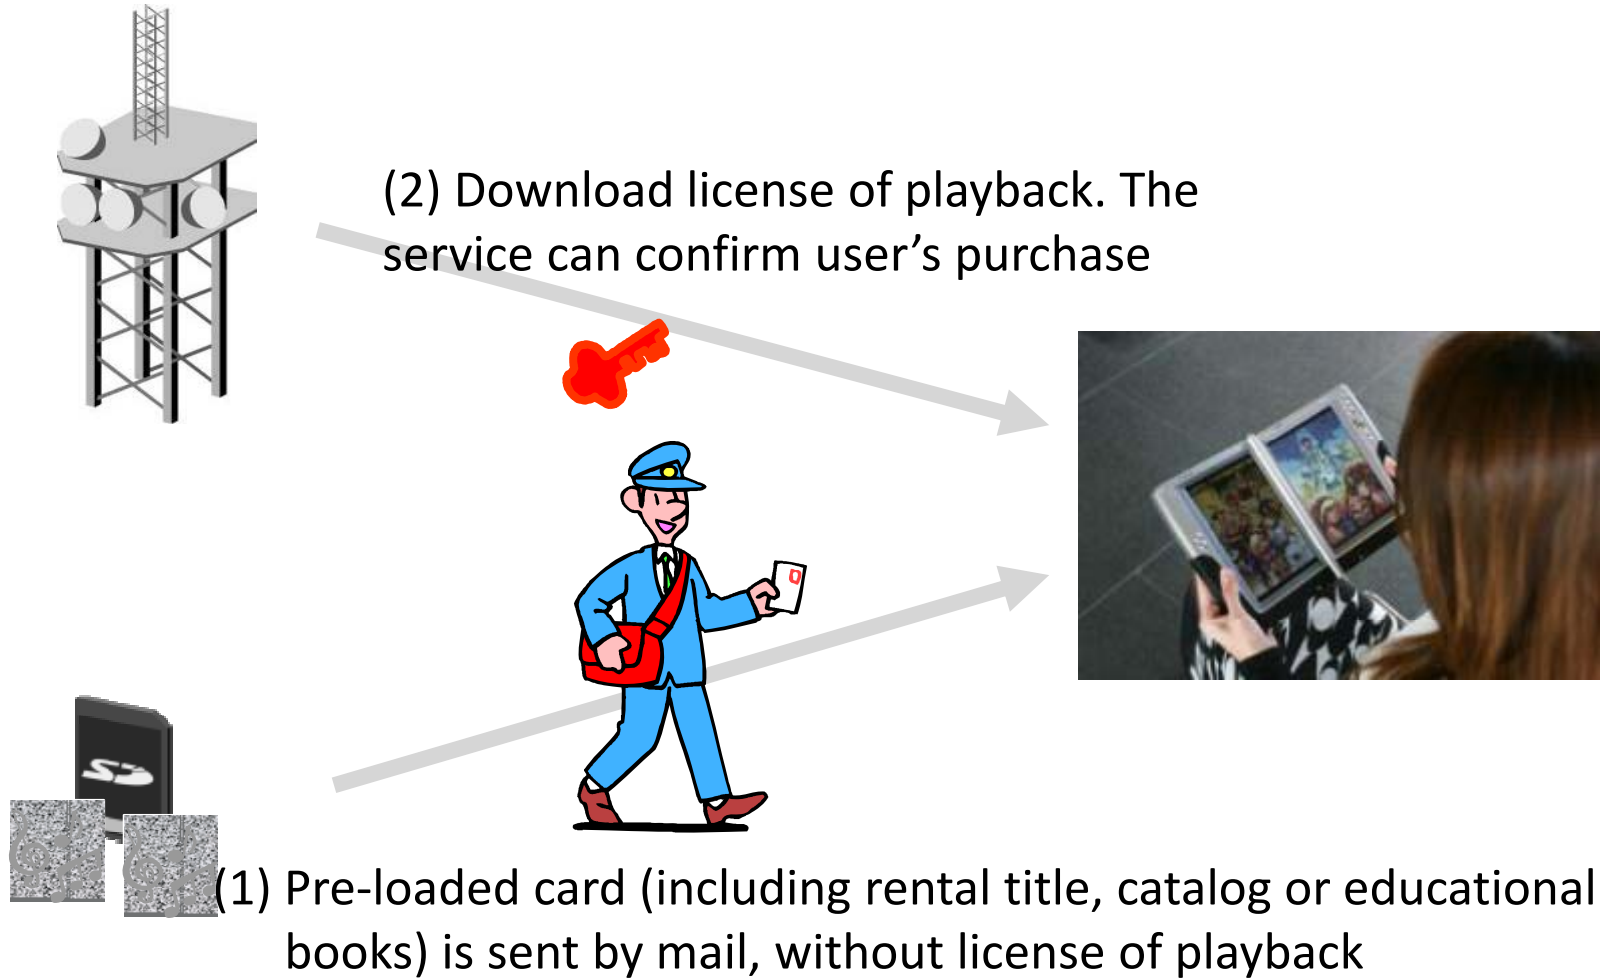 (2) Download license of playback. The
service can confirm user’s purchase
SD
(1) Pre-loaded card (including rental title, catalog or educational
books) is sent by mail, without license of playback